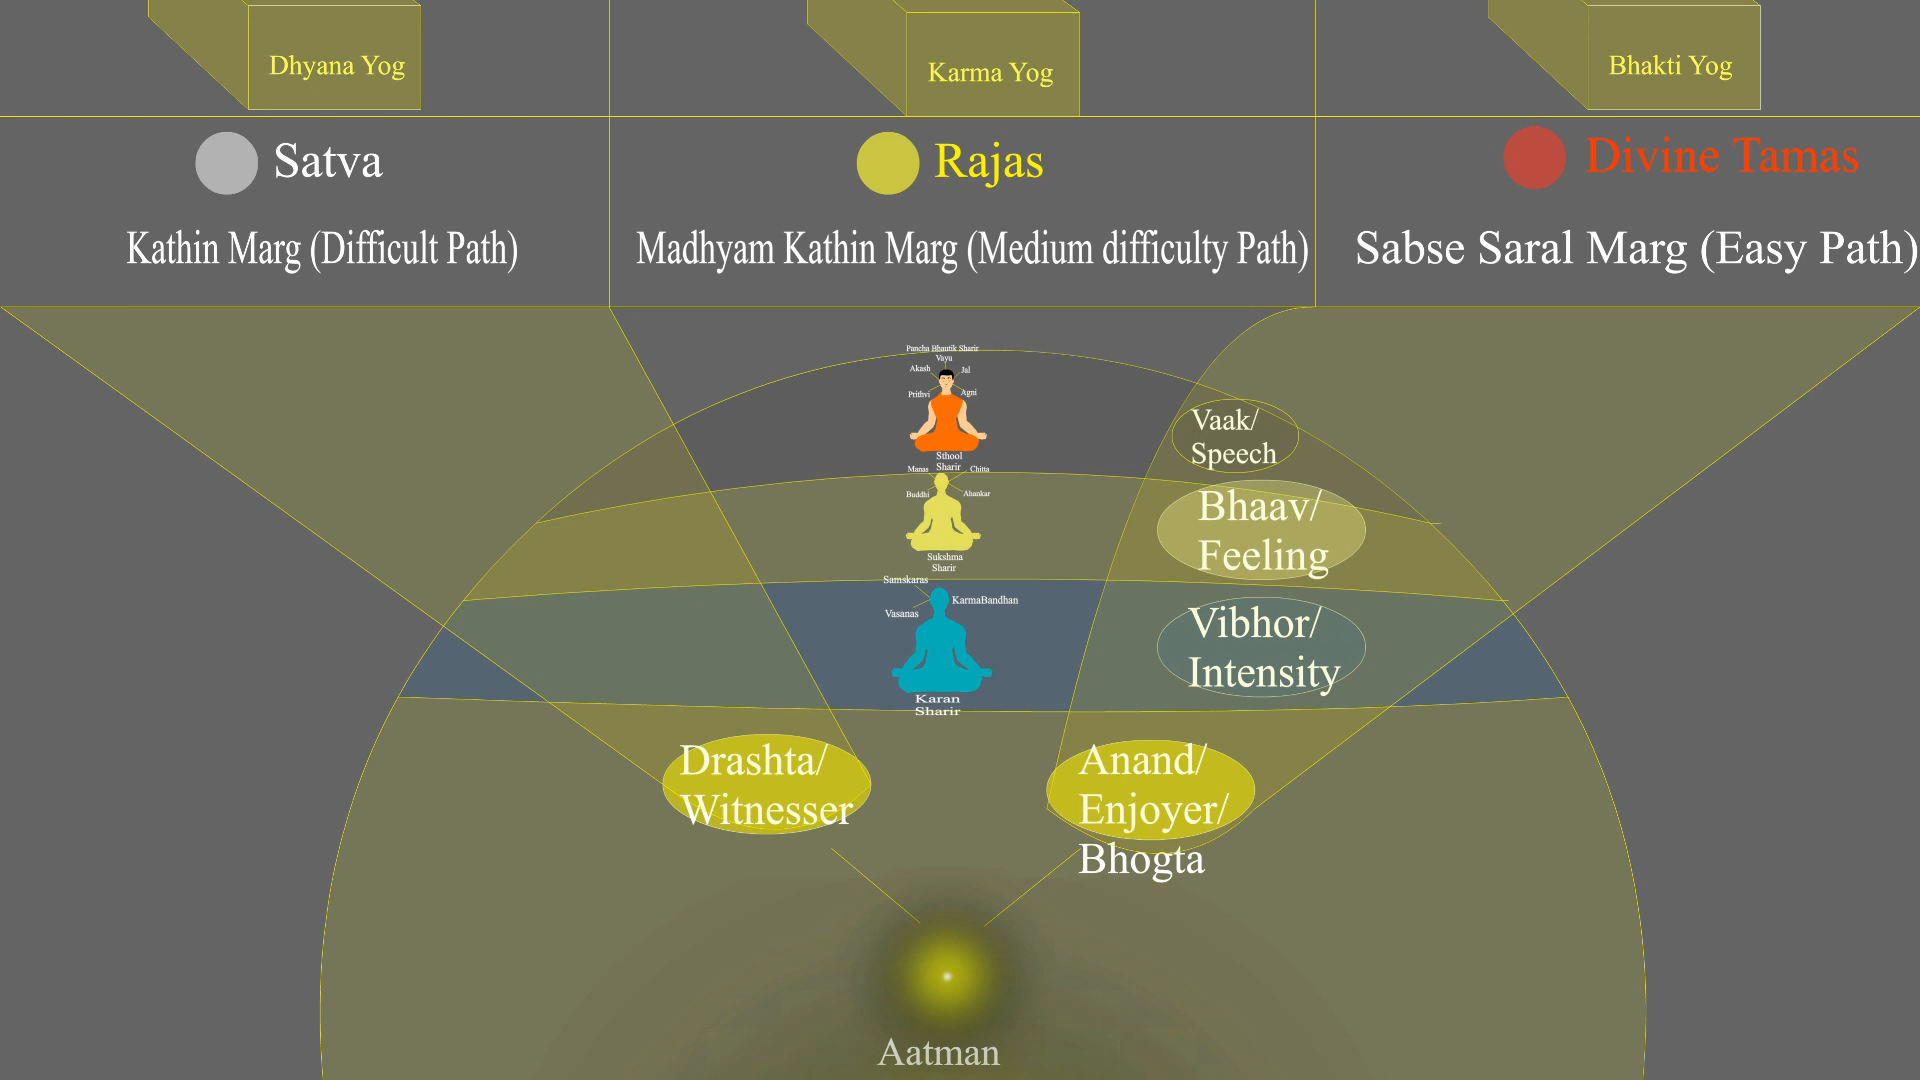 Dhyana Yog
Karma Yog
Bhakti Yog
Satva
Rajas
Divine Tamas
Kathin Marg (Difficult Path)
Madhyam Kathin Marg (Medium difficulty Path)
Sabse Saral Marg (Easy Path)
Pancha Bhautik Sharir
Vayu
Akash
Jal
Prithvi
Agni
Sthool
Sharir
Manas
Chitta
Buddhi
Ahankar
Sukshma
Sharir
Samskaras
KarmaBandhan
Vasanas
Karan
Sharir
Vaak/
Speech
Bhaav/
Feeling
Vibhor/
Intensity
Drashta/
Witnesser
Anand/
Enjoyer/
Bhogta
Aatman